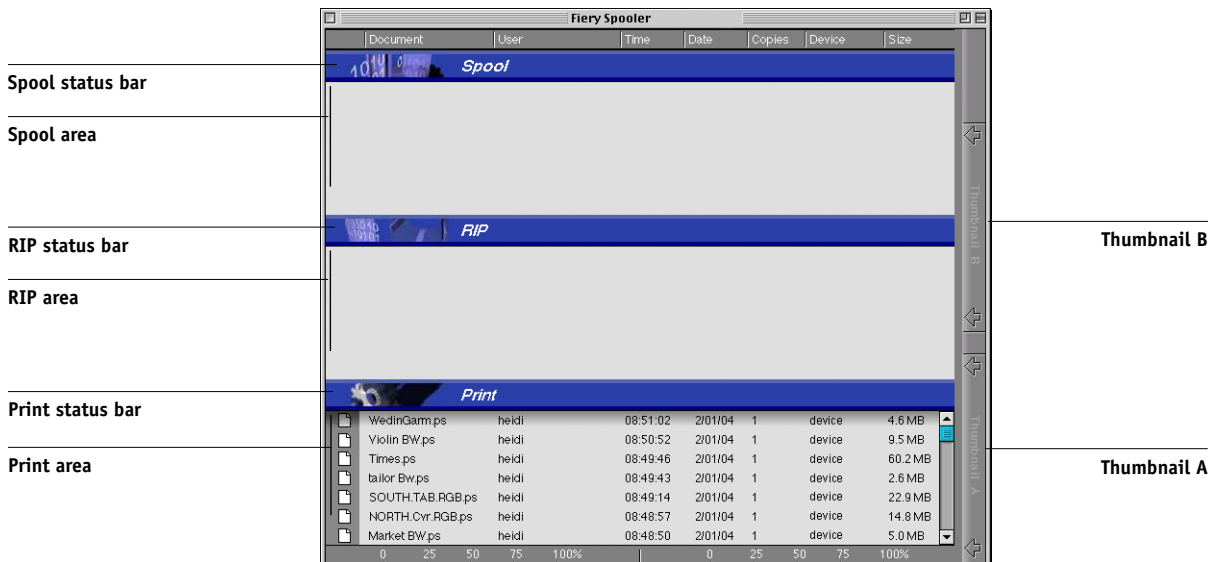 Fiery Spooler
Document User Time Date Copies Device Size
Spool
Spool status bar
Spool area
Thumbnail B
RIP
RIP status bar
Thumbnail B
RIP area
Print
Print status bar
WedinGarm.ps heidi 08:51:02 2/01/04 1 device 4.6 MB
Violin BW.ps heidi 08:50:52 2/01/04 1 device 9.5 MB
Times.ps heidi 08:49:46 2/01/04 1 device 60.2 MB
Print area
Thumbnail A
Thumbnail A
tailor Bw.ps heidi 08:49:43 2/01/04 1 device 2.6 MB
SOUTH.TAB.RGB.ps heidi 08:49:14 2/01/04 1 device 22.9 MB
NORTH.Cvr.RGB.ps heidi 08:48:57 2/01/04 1 device 14.8 MB
Market BW.ps heidi 08:48:50 2/01/04 1 device 5.0 MB
0 25 50 75 100% 0 25 50 75 100%